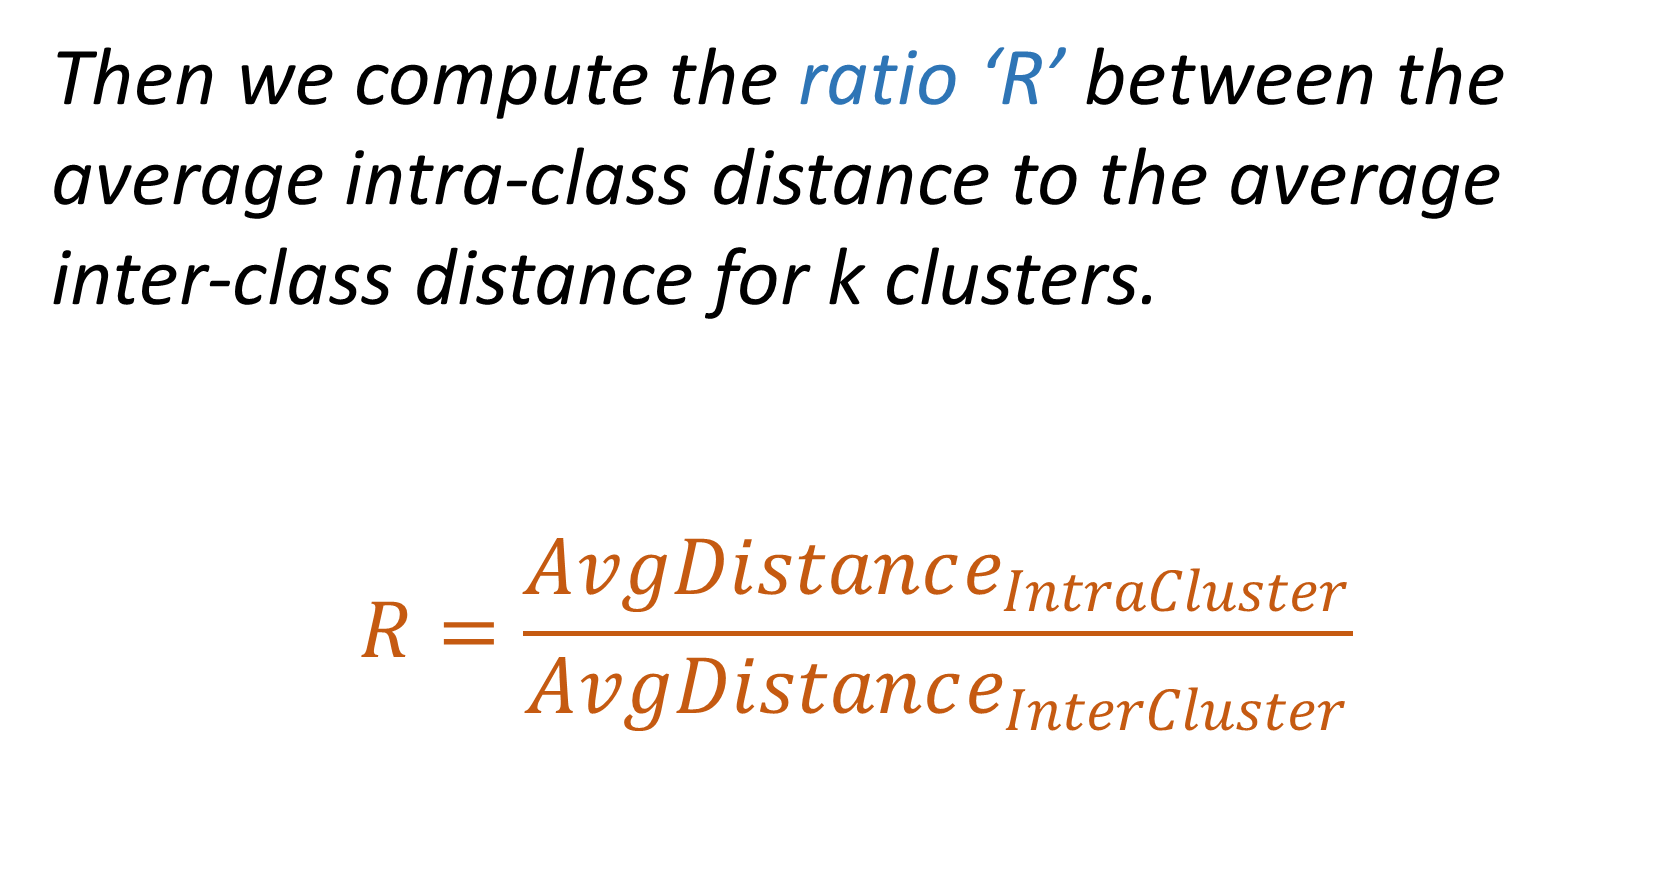 Then we compute the ratio ‘R’ between the
average intra-class distance to the average
inter-class distance for k clusters.
R = AvgDistance_IntraCluster
AvgDistance_InterCluster